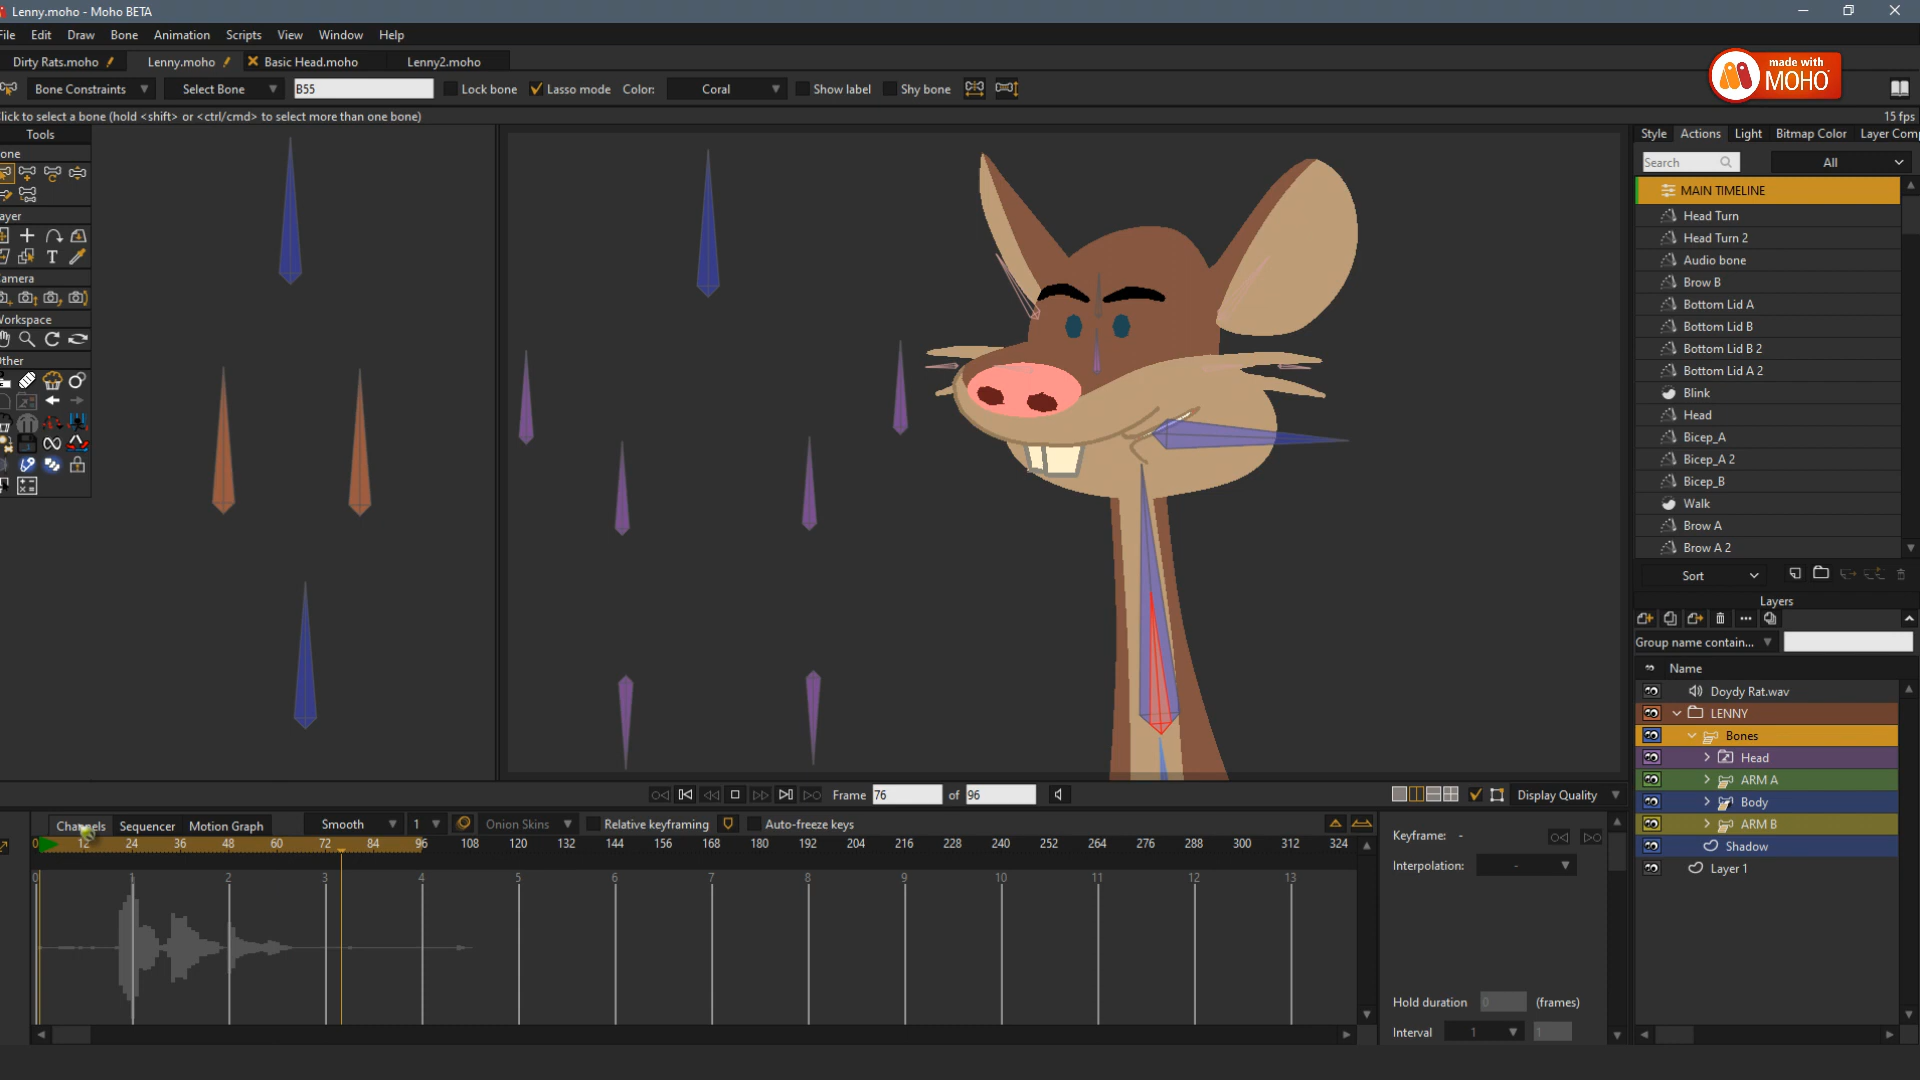 Lenny.moho - Moho BETA
File Edit Draw Bone Animation Scripts View Window Help
Dirty Rats.moho Lenny.moho Basic Head.moho Lenny2.moho
made with
MOHO
Bone Constraints Select Bone B55 Lock bone Lasso mode Color: Coral Show label Shy bone
Click to select a bone (hold <shift> or <ctrl/cmd> to select more than one bone)
15 fps
Tools
Style Actions Light Bitmap Color Layer Comp
one
Search All
MAIN TIMELINE
Head Turn
ayer
Head Turn 2
Audio bone
amera
Brow B
Bottom Lid A
Workspace
Bottom Lid B
Bottom Lid B 2
ther
Bottom Lid A 2
Blink
Head
Bicep_A
Bicep_A 2
Bicep_B
Walk
Brow A
Brow A 2
Sort
Layers
Group name contain...
Name
Doydy Rat.wav
LENNY
Bones
Head
ARM A
Body
ARM B
Shadow
Layer 1
Frame 76 of 96 Display Quality
Channels Sequencer Motion Graph Smooth 1 Onion Skins Relative keyframing Auto-freeze keys
0 12 24 36 48 60 72 84 96 108 120 132 144 156 168 180 192 204 216 228 240 252 264 276 288 300 312 324
0 1 2 3 4 5 6 7 8 9 10 11 12 13
Keyframe: -
Interpolation: -
Hold duration 0 (frames)
Interval 1 1